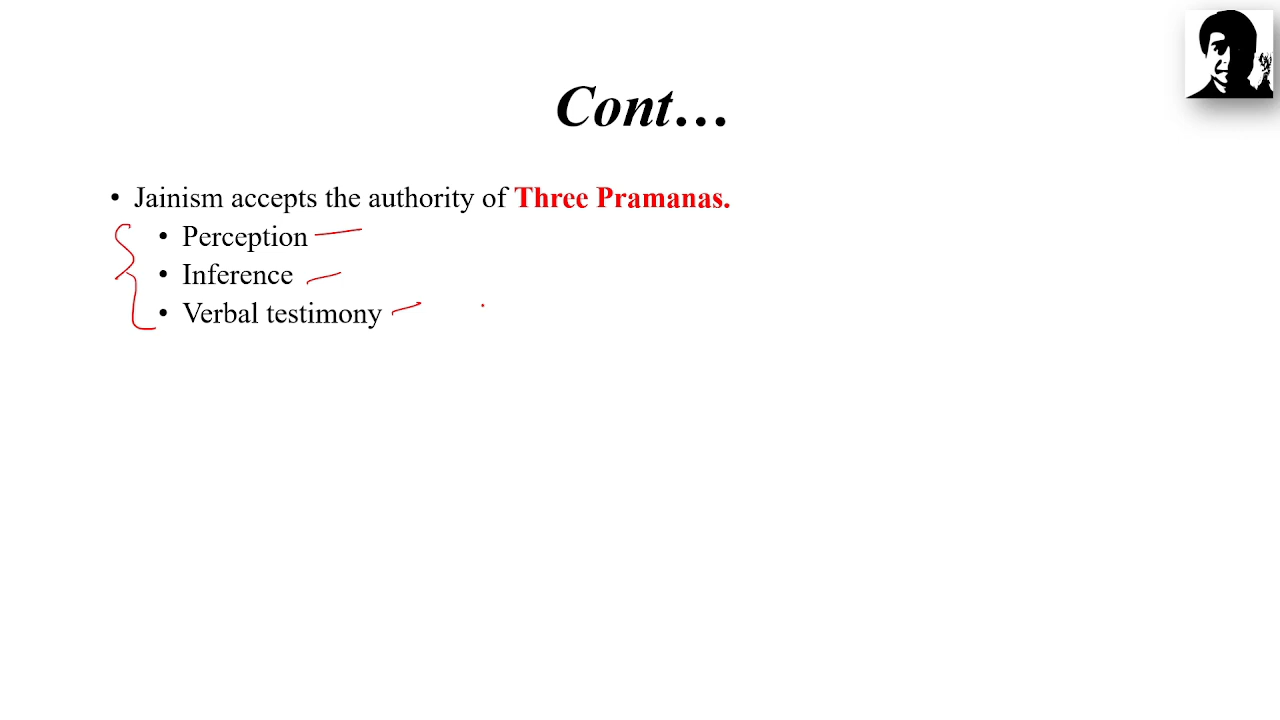 Cont…
• Jainism accepts the authority of Three Pramanas.
• Perception
• Inference
• Verbal testimony